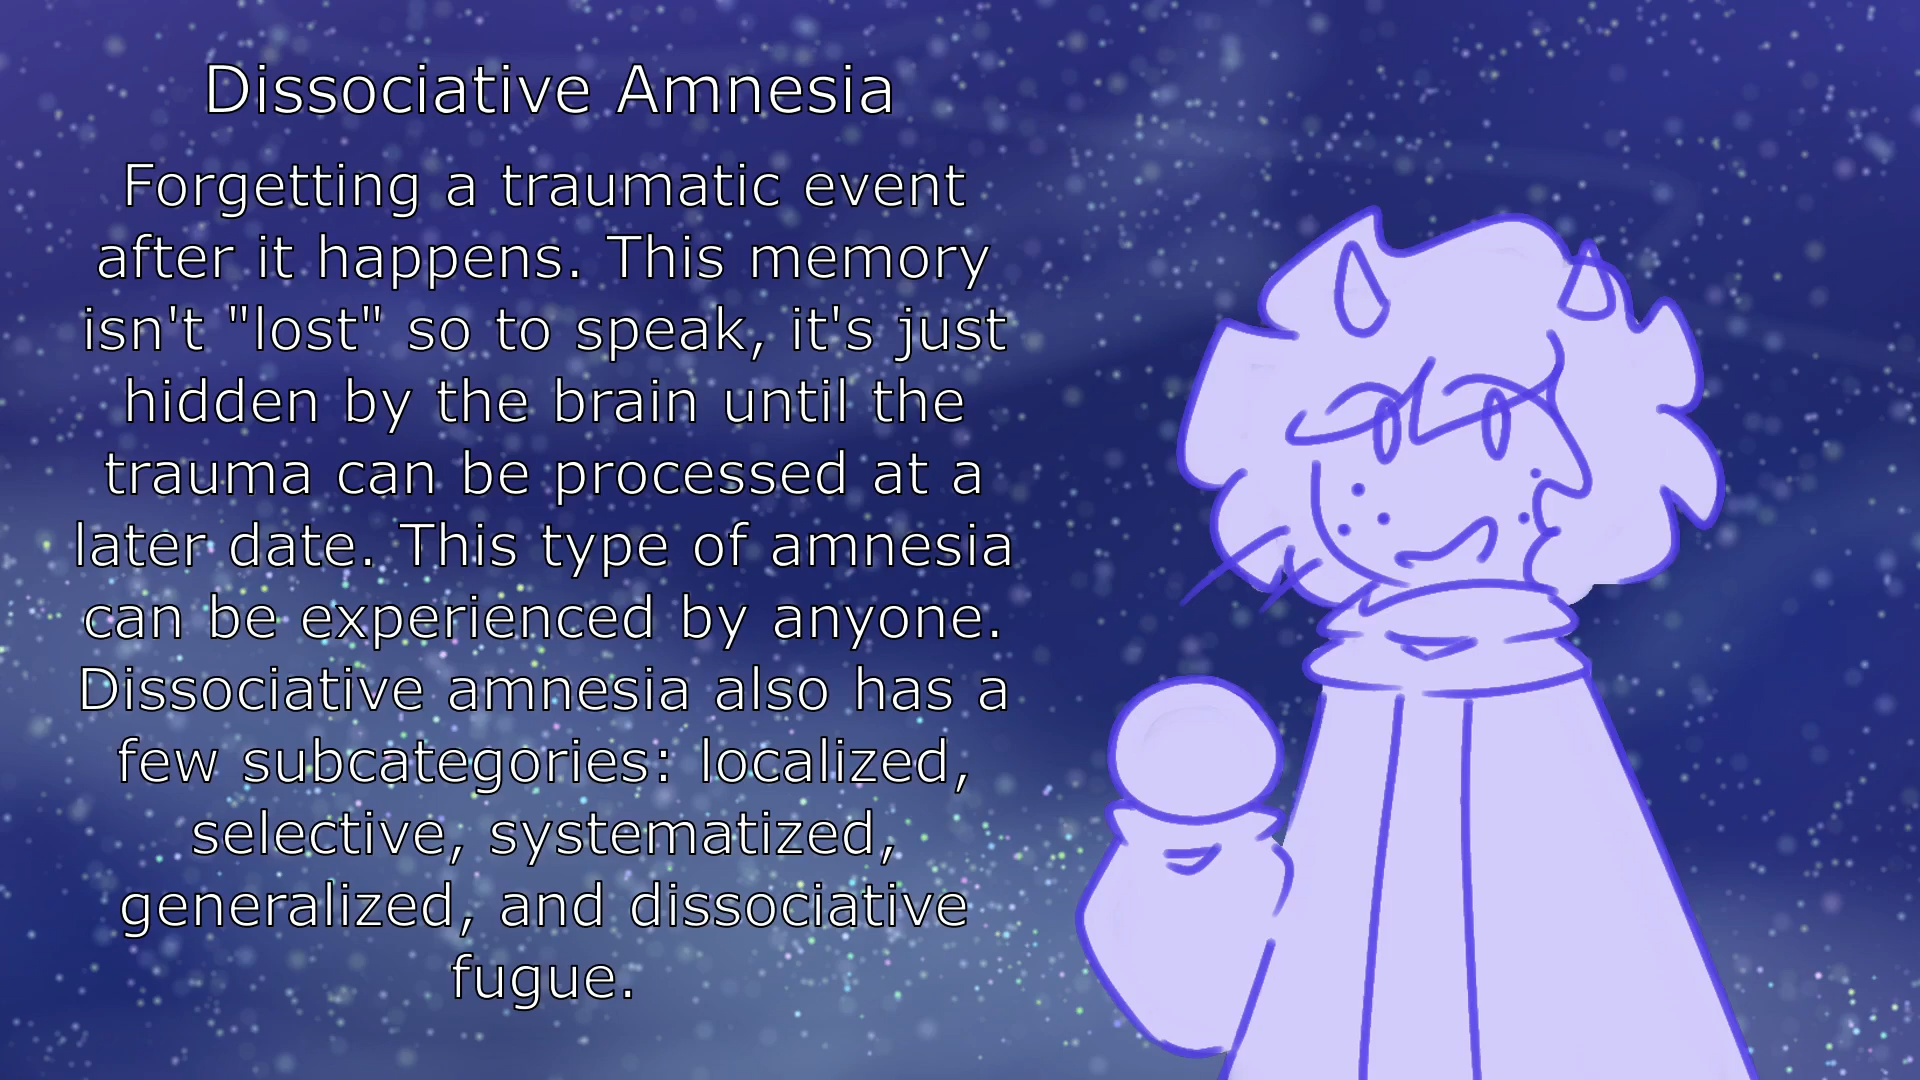 Dissociative Amnesia
Forgetting a traumatic event
after it happens. This memory
isn't "lost" so to speak, it's just
hidden by the brain until the
trauma can be processed at a
later date. This type of amnesia
can be experienced by anyone.
Dissociative amnesia also has a
few subcategories: localized,
selective, systematized,
generalized, and dissociative
fugue.